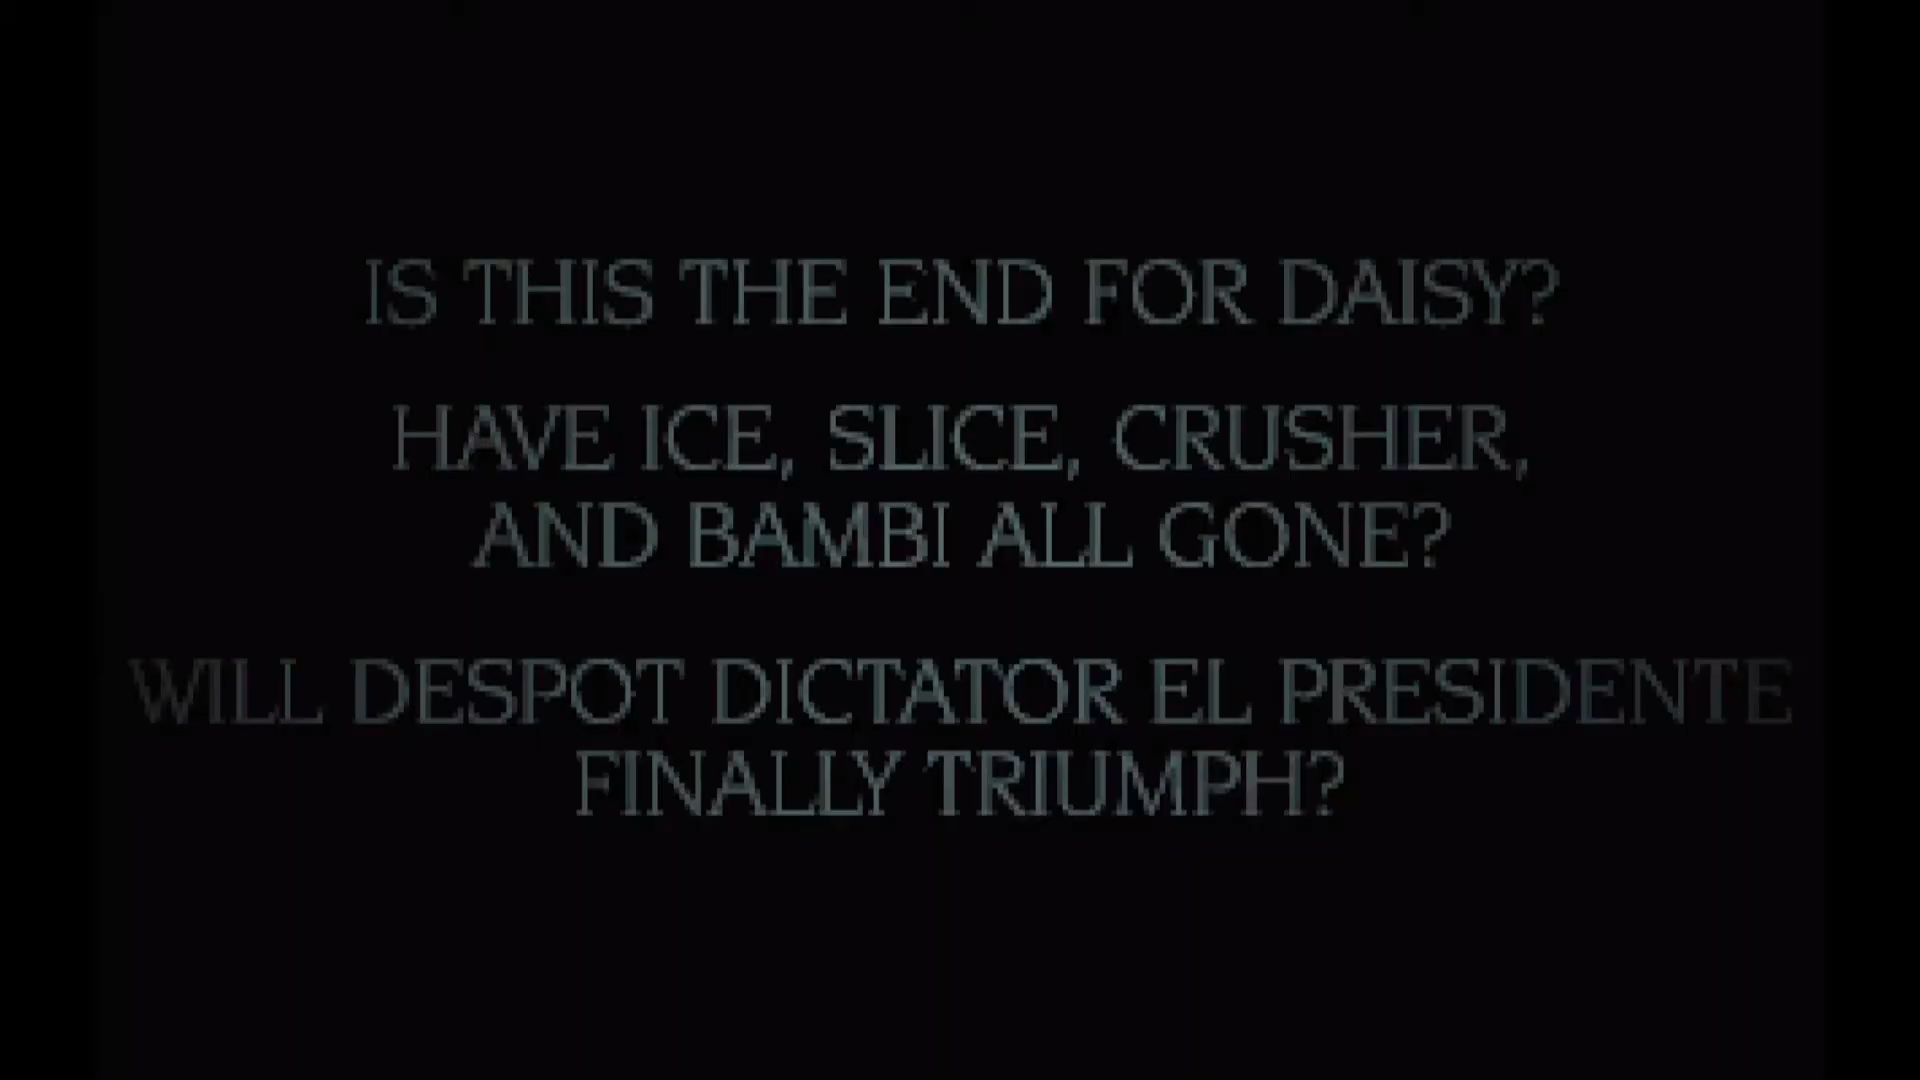 IS THIS THE END FOR DAISY?
HAVE ICE, SLICE, CRUSHER,
AND BAMBI ALL GONE?
WILL DESPOT DICTATOR EL PRESIDENTE
FINALLY TRIUMPH?